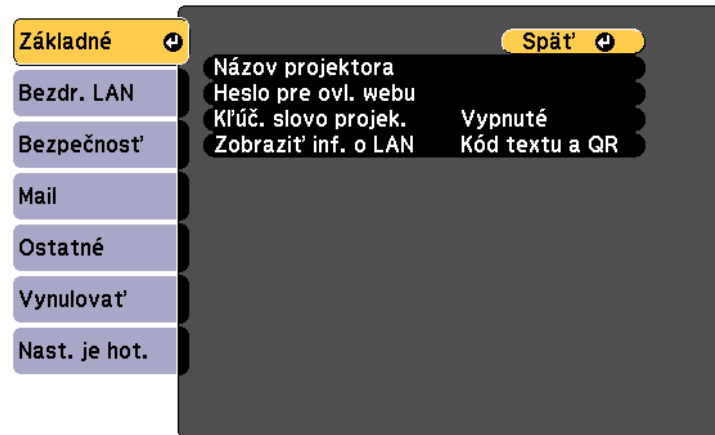 Základné
Bezdr. LAN
Bezpečnosť
Mail
Ostatné
Vynulovať
Nast. je hot.
Späť
Názov projektora
Heslo pre ovl. webu
Kľúč. slovo projek. Vypnuté
Zobraziť inf. o LAN Kód textu a QR